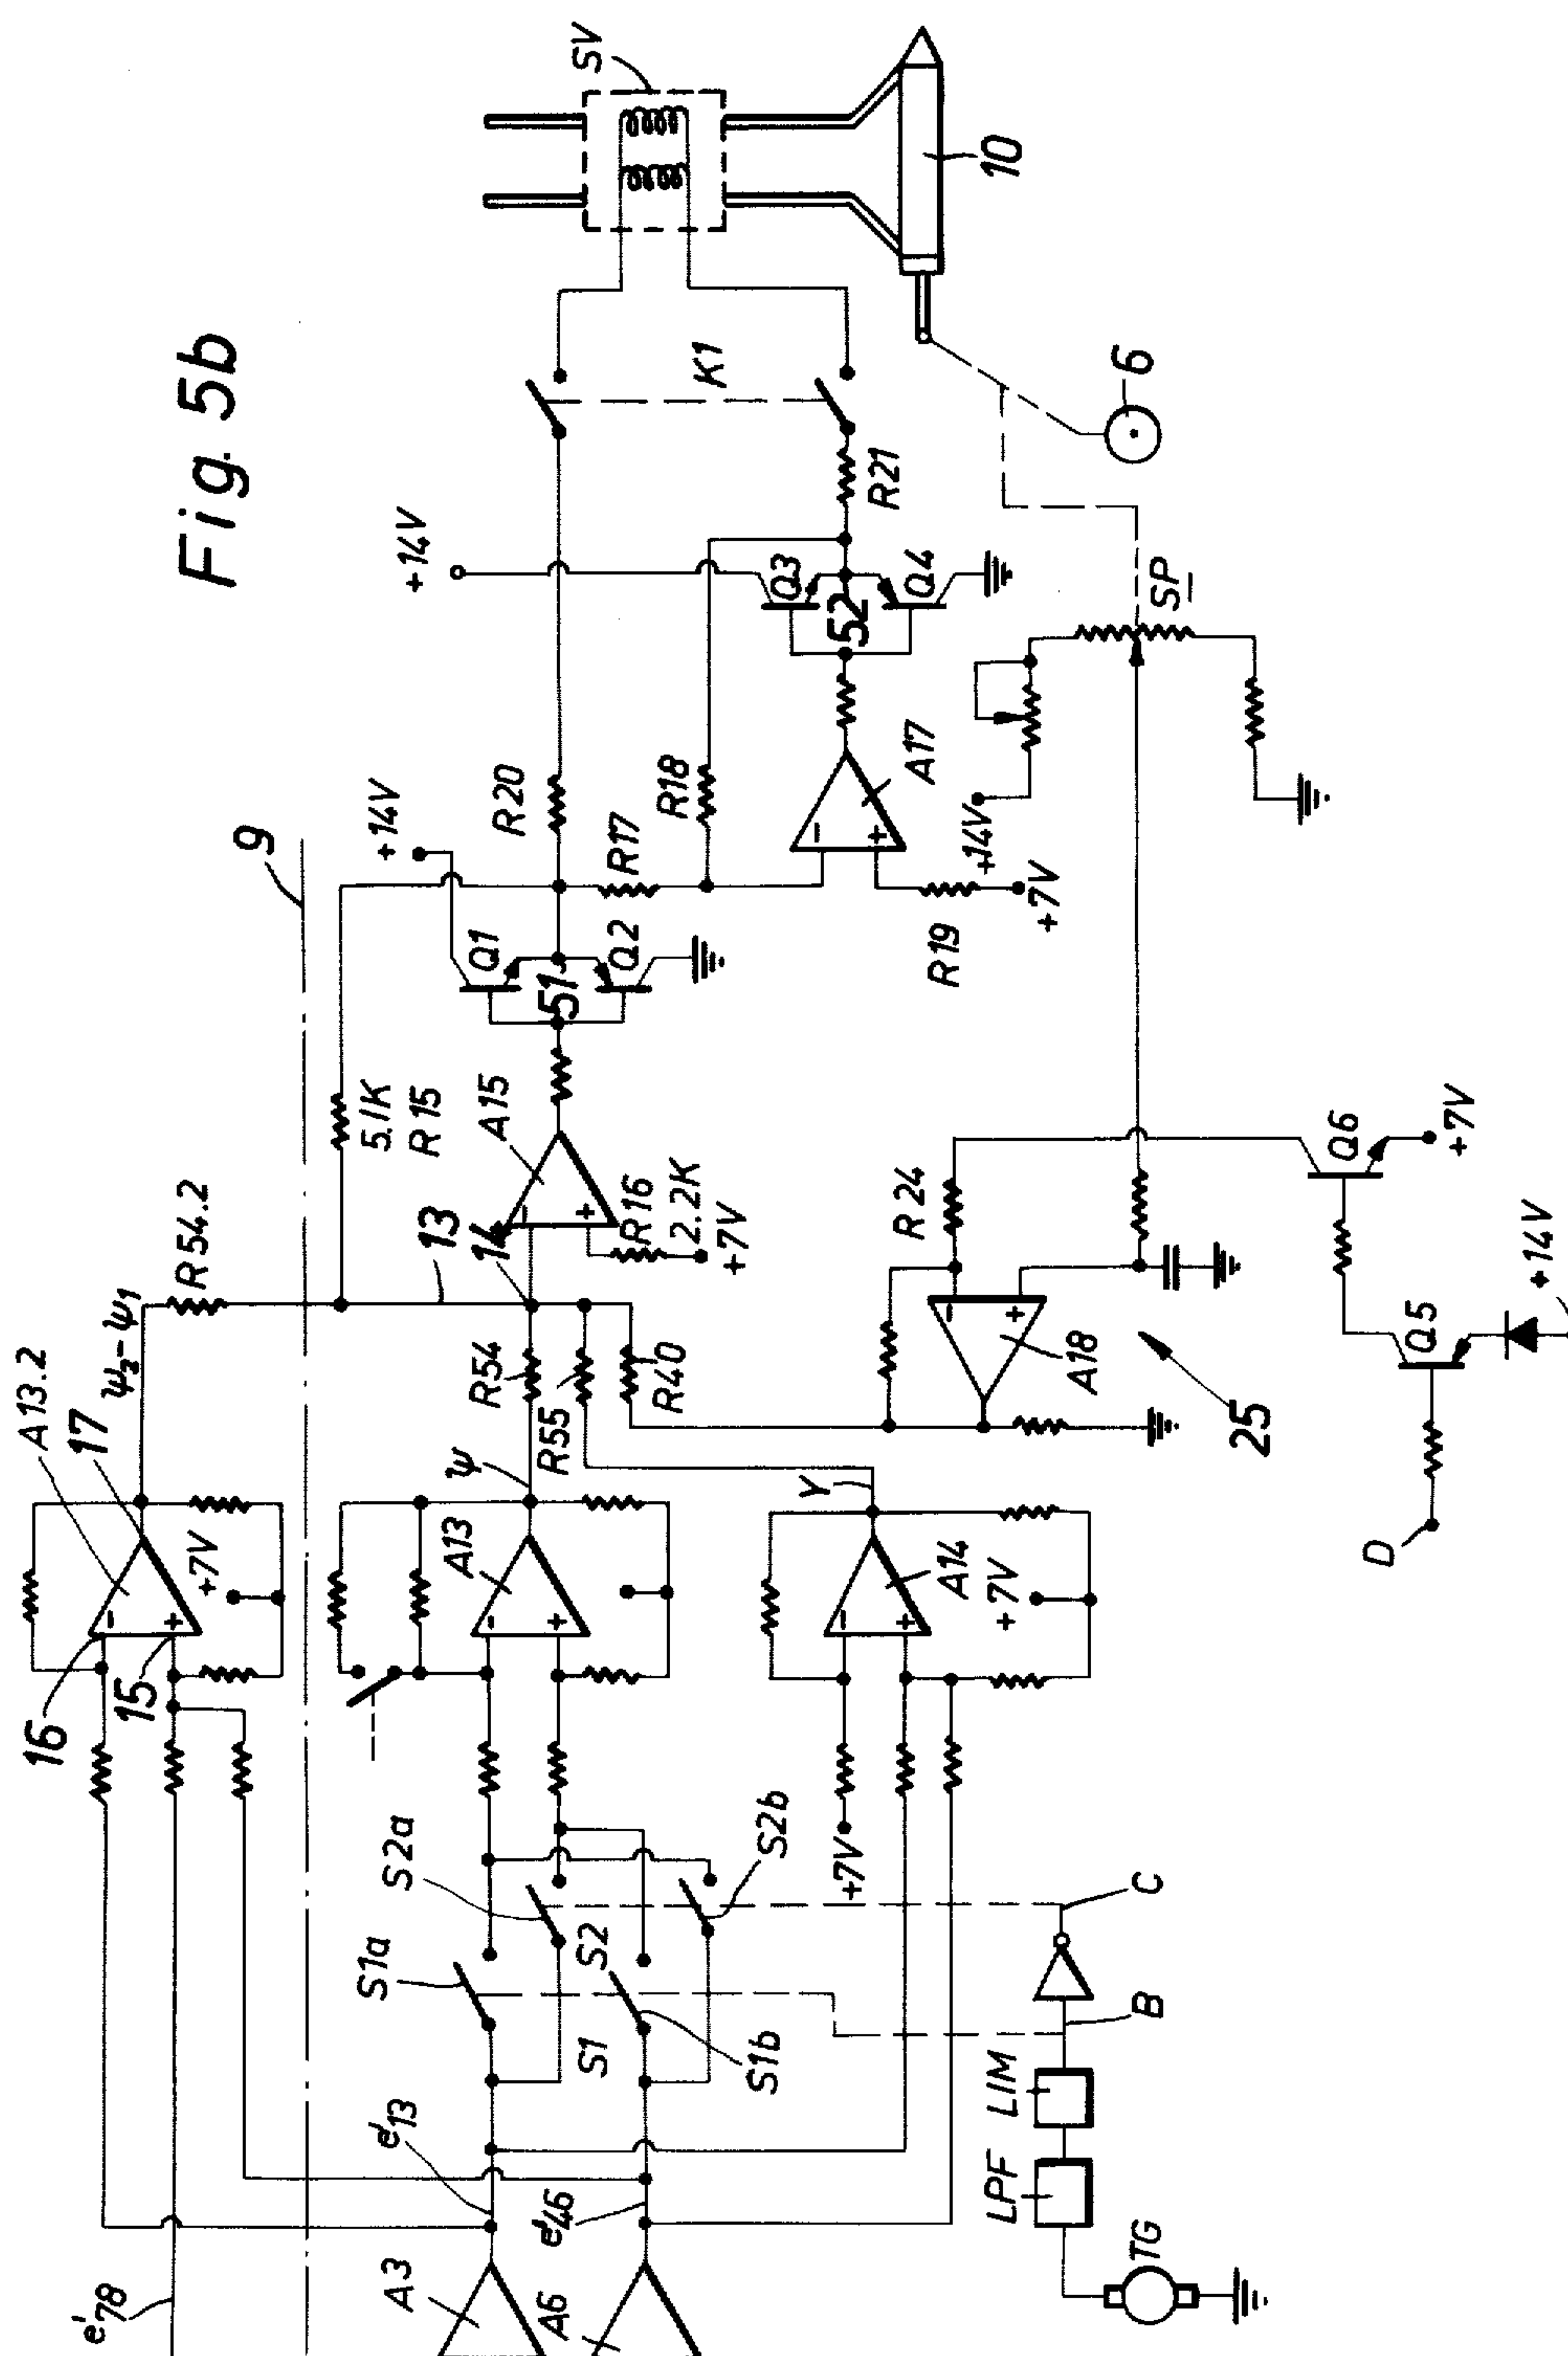 Fig. 5b
e'78
16
15
A13.2
17
+7V
ψ2-ψ1
R54.2
9
A3
e'13
S1a
S2a
A13
ψ
R54
13
14
5.1K
R15
A15
R16
2.2K
+7V
Q1
51
Q2
+14V
R20
R17
R18
+14V
K1
SV
A6
e'46
S1
S1b
S2
S2b
+7V
A14
+7V
Y
R55
R40
A17
R19
+7V
Q3
52
Q4
R21
10
TG
LPF
LIM
B
C
A18
25
R24
+14V
SP
6
D
Q5
+14V
Q6
+7V